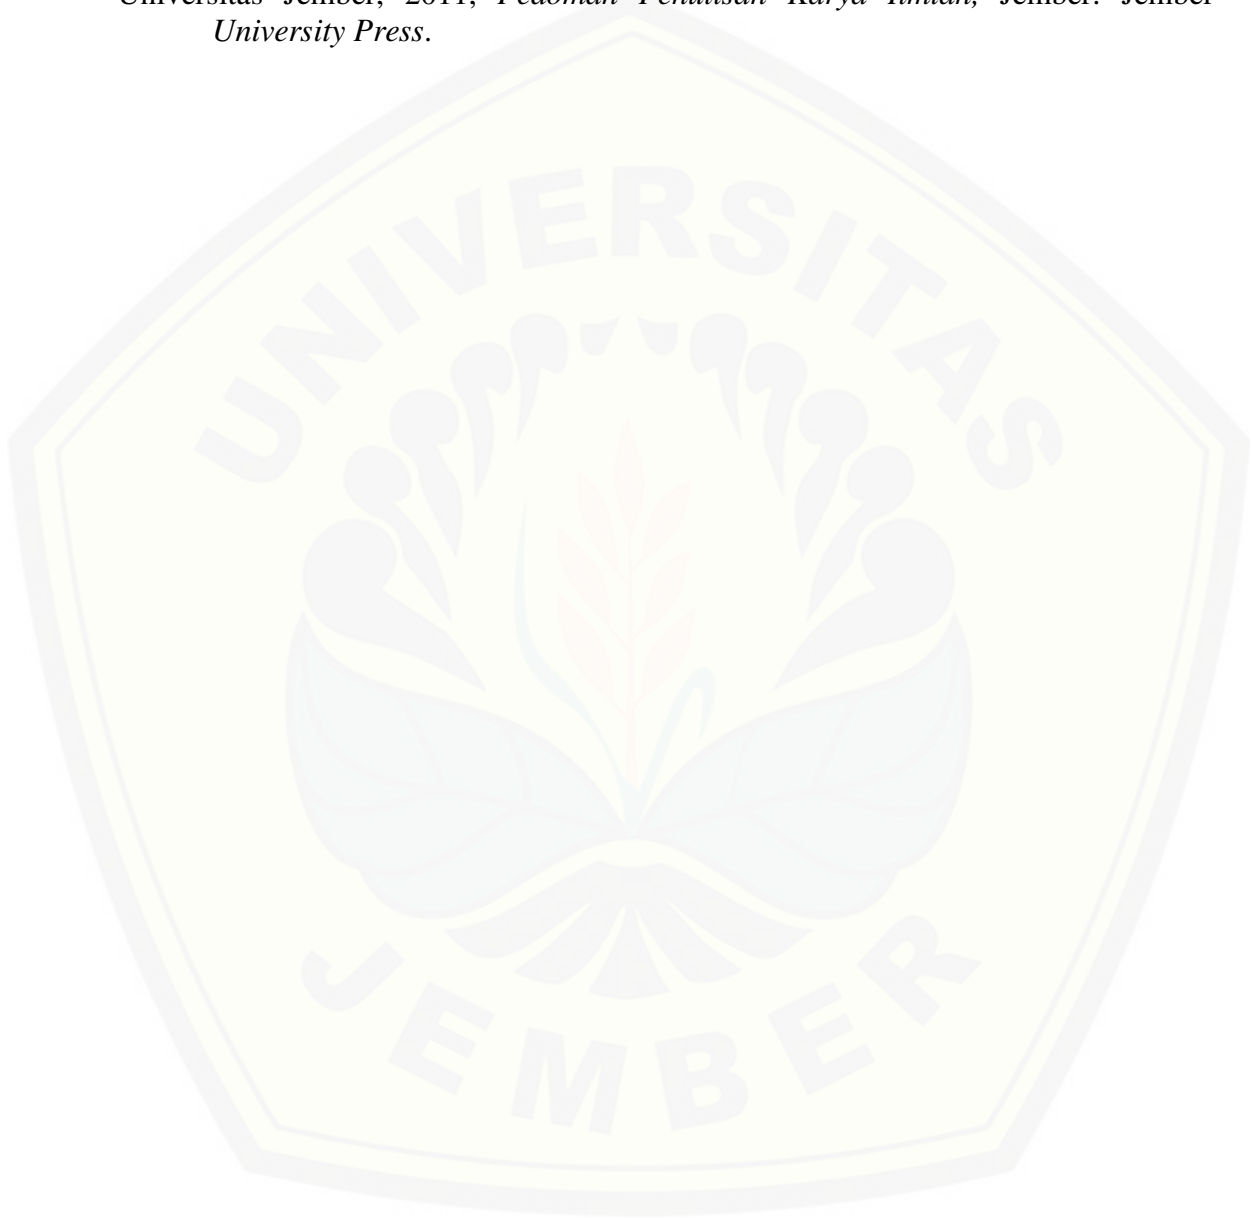 Universitas Jember, 2011, Pedoman Penulisan Karya Ilmiah, Jember: Jember
University Press.
UNIVERSITAS
JEMBER